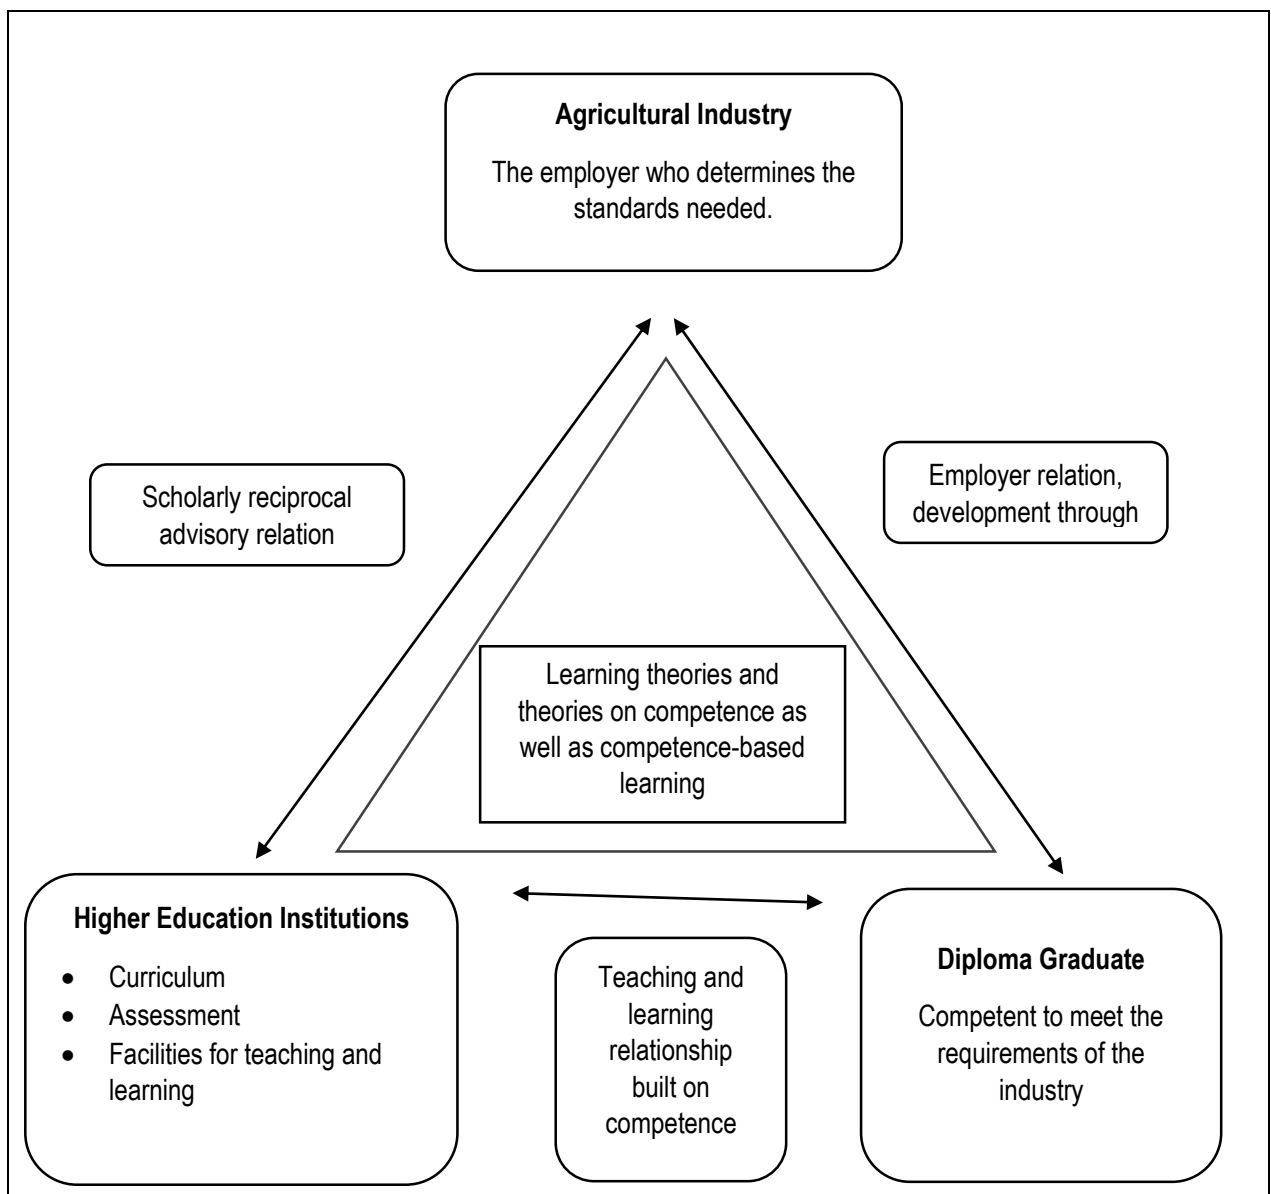 Agricultural Industry
The employer who determines the
standards needed.
Scholarly reciprocal
advisory relation
Employer relation,
development through
Learning theories and
theories on competence as
well as competence-based
learning
Higher Education Institutions
• Curriculum
• Assessment
• Facilities for teaching and
learning
Teaching and
learning
relationship
built on
competence
Diploma Graduate
Competent to meet the
requirements of the
industry